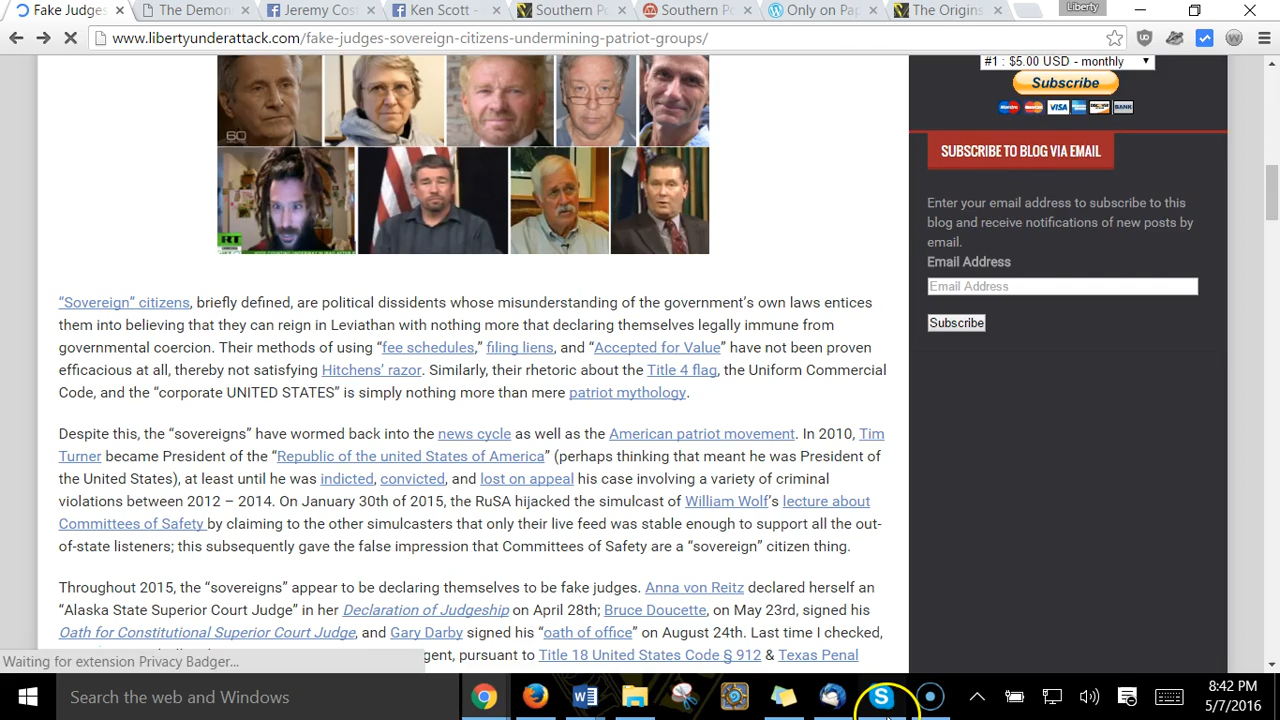 Fake Judges
The Demon
Jeremy Cos
Ken Scott -
Southern Po
Southern Po
Only on Pap
The Origins
Liberty
www.libertyunderattack.com/fake-judges-sovereign-citizens-undermining-patriot-groups/
#1 : $5.00 USD - monthly
Subscribe
VISA
BANK
SUBSCRIBE TO BLOG VIA EMAIL
Enter your email address to subscribe to this
blog and receive notifications of new posts by
email.
Email Address
Email Address
Subscribe
60
RT
“Sovereign” citizens, briefly defined, are political dissidents whose misunderstanding of the government’s own laws entices
them into believing that they can reign in Leviathan with nothing more that declaring themselves legally immune from
governmental coercion. Their methods of using “fee schedules,” filing liens, and “Accepted for Value” have not been proven
efficacious at all, thereby not satisfying Hitchens’ razor. Similarly, their rhetoric about the Title 4 flag, the Uniform Commercial
Code, and the “corporate UNITED STATES” is simply nothing more than mere patriot mythology.
Despite this, the “sovereigns” have wormed back into the news cycle as well as the American patriot movement. In 2010, Tim
Turner became President of the “Republic of the united States of America” (perhaps thinking that meant he was President of
the United States), at least until he was indicted, convicted, and lost on appeal his case involving a variety of criminal
violations between 2012 – 2014. On January 30th of 2015, the RuSA hijacked the simulcast of William Wolf’s lecture about
Committees of Safety by claiming to the other simulcasters that only their live feed was stable enough to support all the out-
of-state listeners; this subsequently gave the false impression that Committees of Safety are a “sovereign” citizen thing.
Throughout 2015, the “sovereigns” appear to be declaring themselves to be fake judges. Anna von Reitz declared herself an
“Alaska State Superior Court Judge” in her Declaration of Judgeship on April 28th; Bruce Doucette, on May 23rd, signed his
Oath for Constitutional Superior Court Judge, and Gary Darby signed his “oath of office” on August 24th. Last time I checked,
gent, pursuant to Title 18 United States Code § 912 & Texas Penal
Waiting for extension Privacy Badger...
Search the web and Windows
8:42 PM
5/7/2016